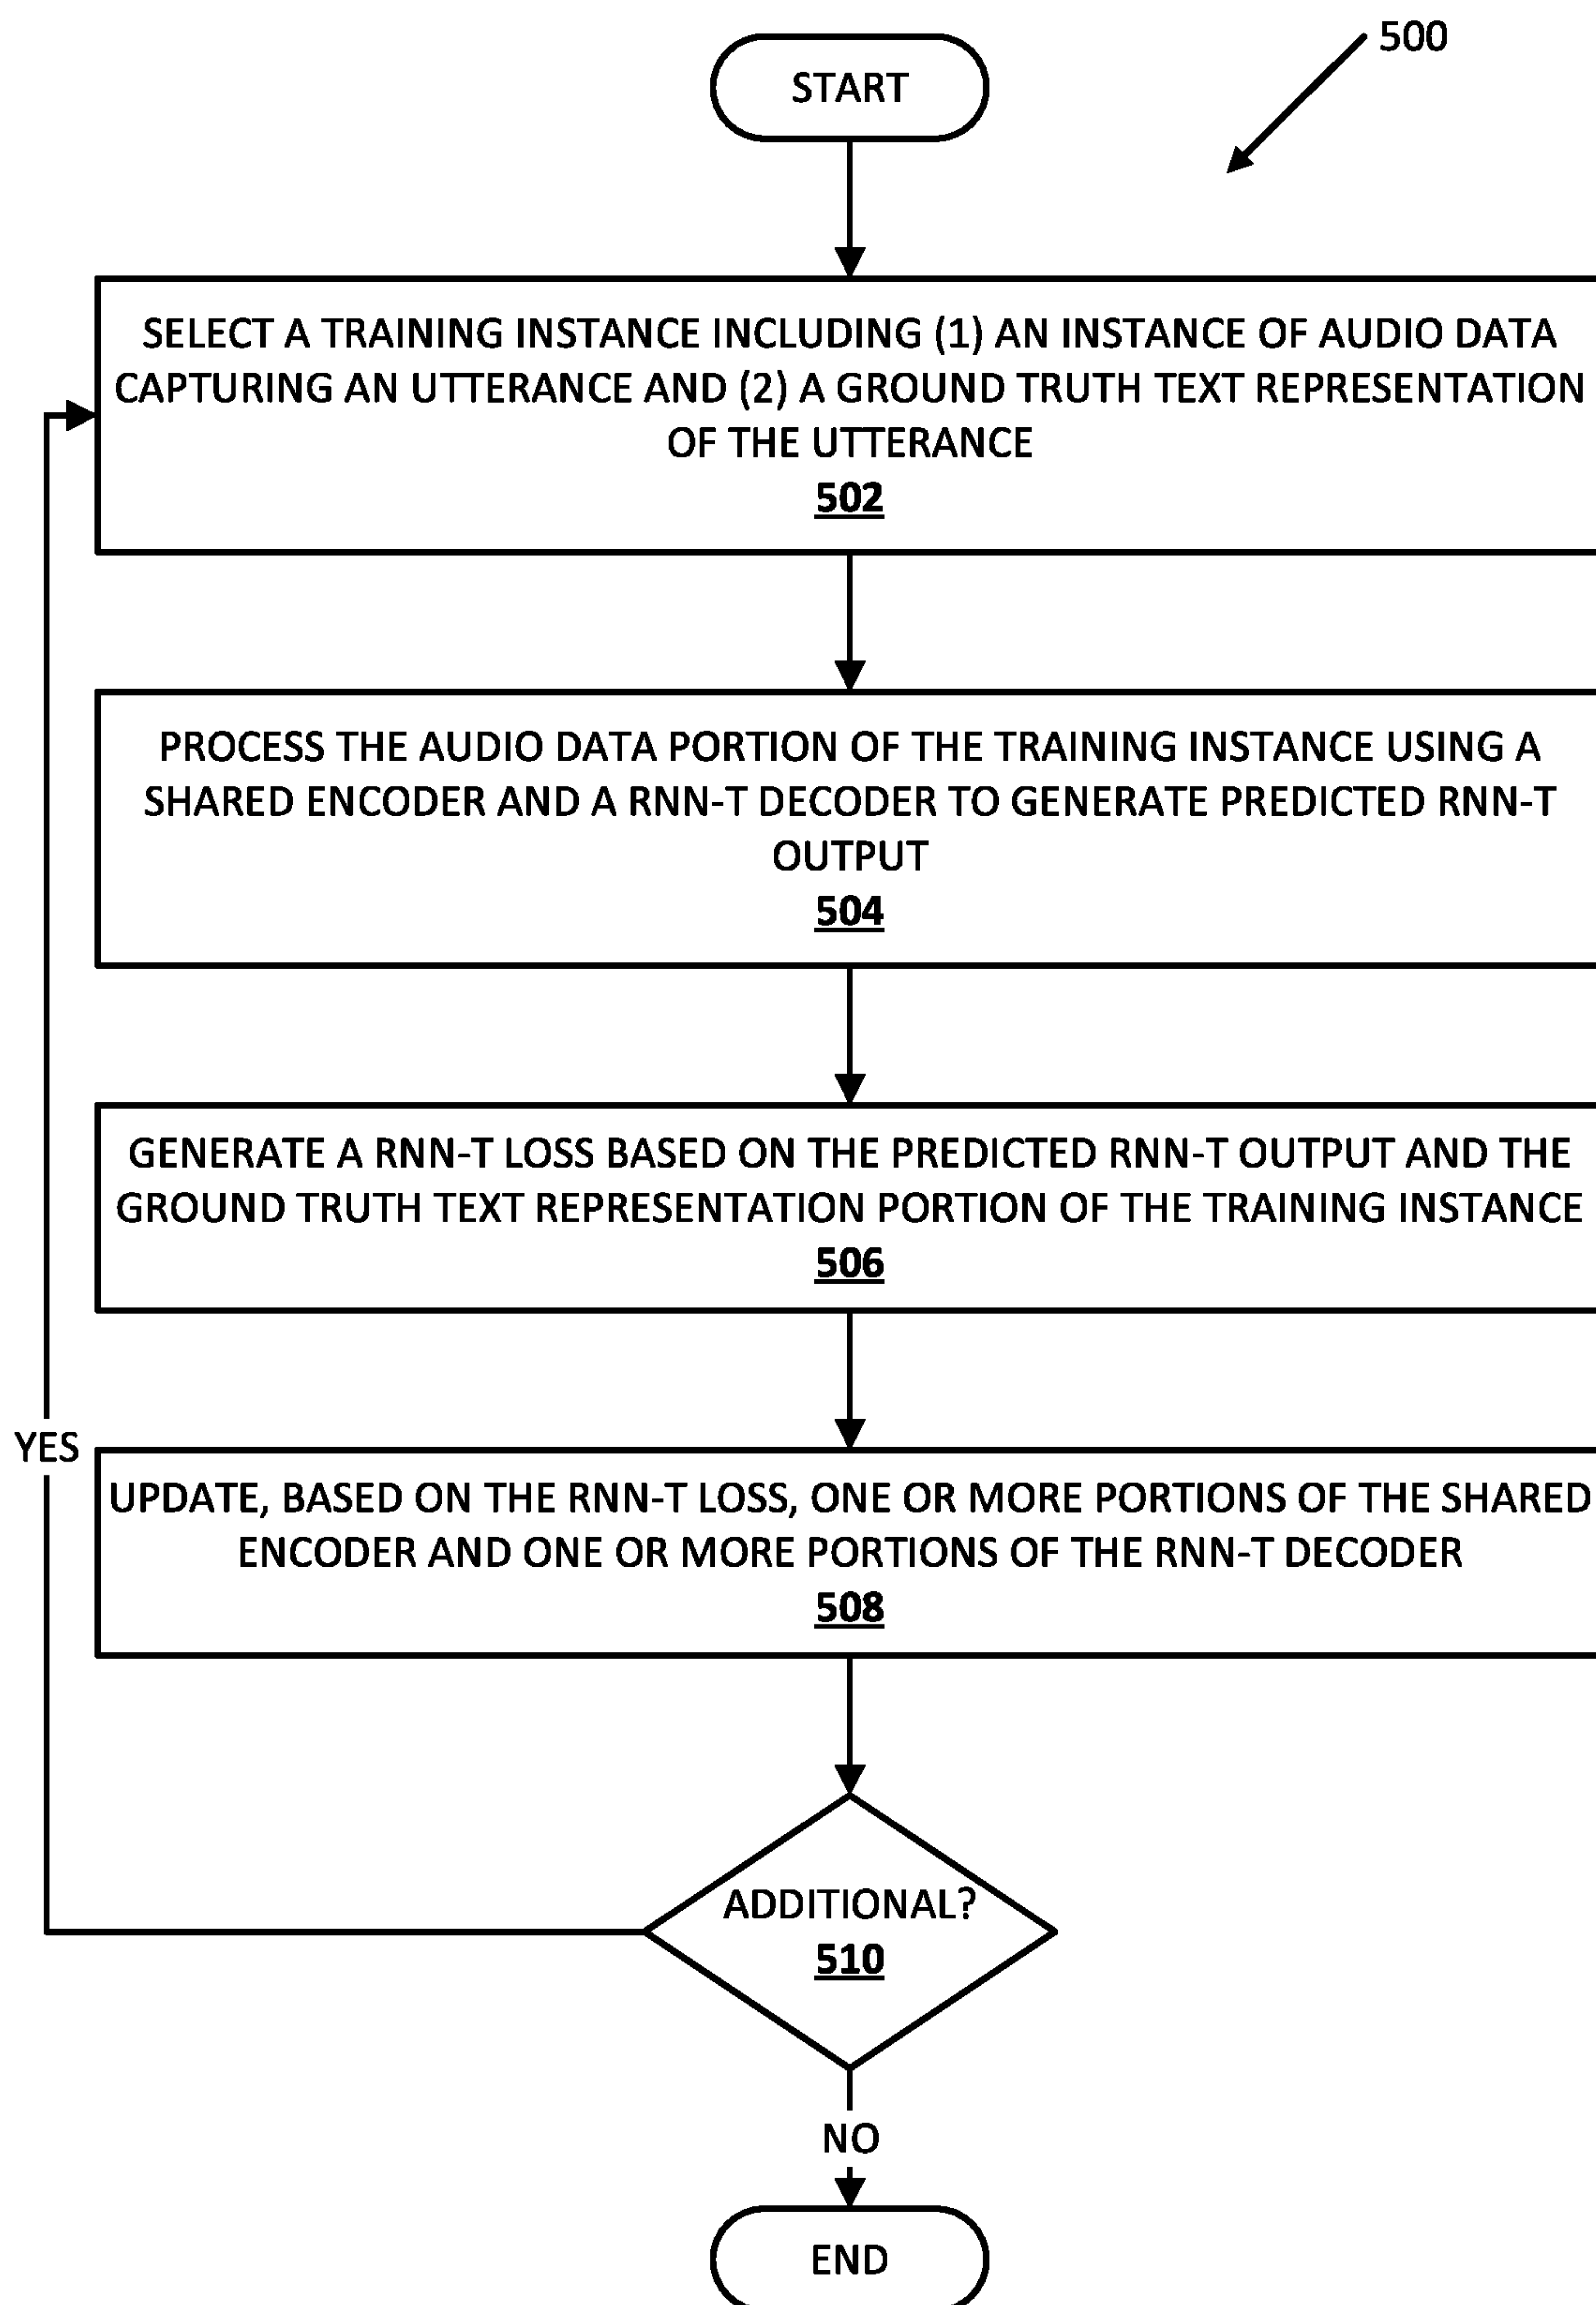 500
START
SELECT A TRAINING INSTANCE INCLUDING (1) AN INSTANCE OF AUDIO DATA
CAPTURING AN UTTERANCE AND (2) A GROUND TRUTH TEXT REPRESENTATION
OF THE UTTERANCE
502
PROCESS THE AUDIO DATA PORTION OF THE TRAINING INSTANCE USING A
SHARED ENCODER AND A RNN-T DECODER TO GENERATE PREDICTED RNN-T
OUTPUT
504
GENERATE A RNN-T LOSS BASED ON THE PREDICTED RNN-T OUTPUT AND THE
GROUND TRUTH TEXT REPRESENTATION PORTION OF THE TRAINING INSTANCE
506
YES
UPDATE, BASED ON THE RNN-T LOSS, ONE OR MORE PORTIONS OF THE SHARED
ENCODER AND ONE OR MORE PORTIONS OF THE RNN-T DECODER
508
ADDITIONAL?
510
NO
END